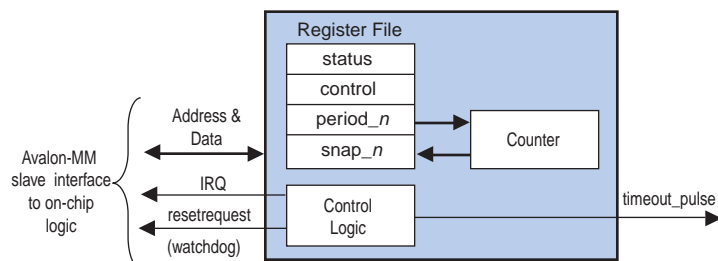 Register File
status
control
period_n
snap_n
Counter
Address &
Data
Avalon-MM
slave interface
to on-chip
logic
IRQ
resetrequest
(watchdog)
Control
Logic
timeout_pulse